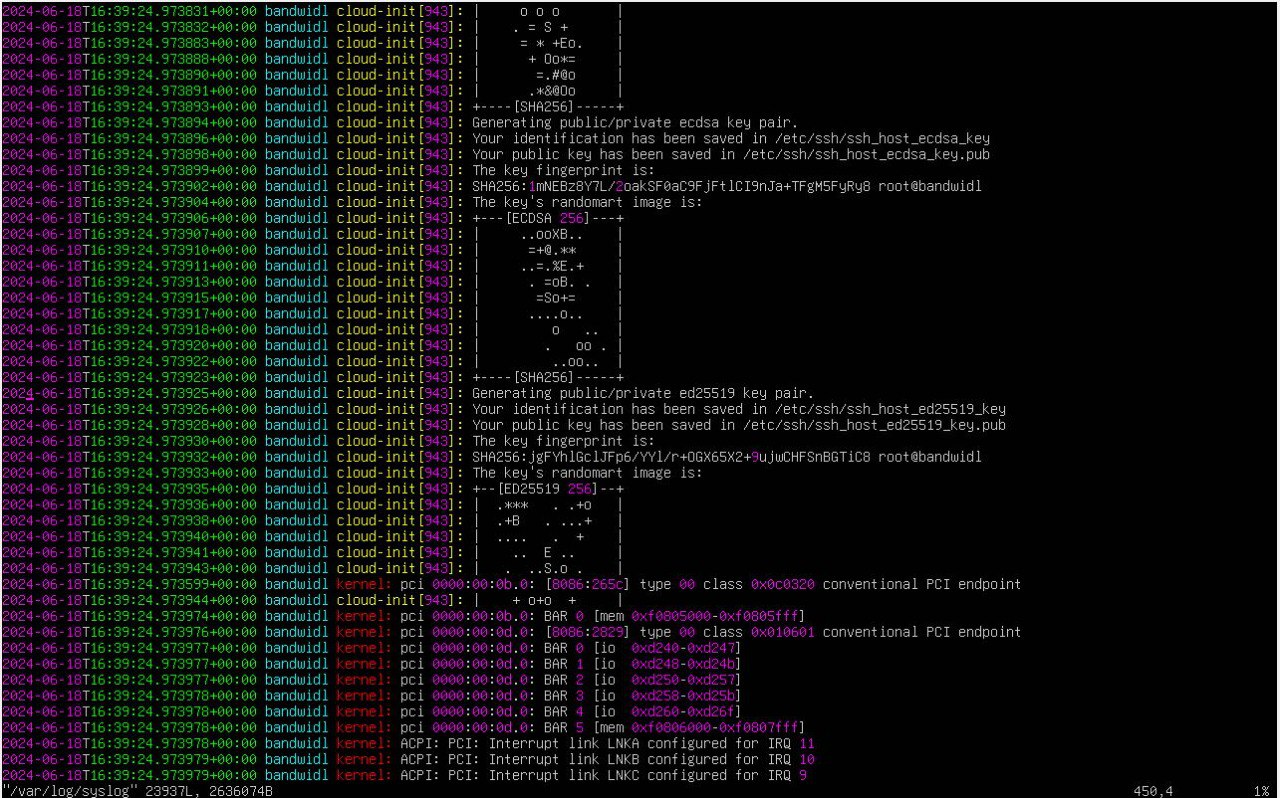 2024-06-18T16:39:24.973831+00:00 bandwidl cloud-init[943]: |     o o o       |
2024-06-18T16:39:24.973832+00:00 bandwidl cloud-init[943]: |    . = S +      |
2024-06-18T16:39:24.973883+00:00 bandwidl cloud-init[943]: |     = * +Eo.    |
2024-06-18T16:39:24.973888+00:00 bandwidl cloud-init[943]: |      + Oo*=     |
2024-06-18T16:39:24.973890+00:00 bandwidl cloud-init[943]: |       =.#@o     |
2024-06-18T16:39:24.973891+00:00 bandwidl cloud-init[943]: |      .*&@Oo     |
2024-06-18T16:39:24.973893+00:00 bandwidl cloud-init[943]: +----[SHA256]-----+
2024-06-18T16:39:24.973894+00:00 bandwidl cloud-init[943]: Generating public/private ecdsa key pair.
2024-06-18T16:39:24.973896+00:00 bandwidl cloud-init[943]: Your identification has been saved in /etc/ssh/ssh_host_ecdsa_key
2024-06-18T16:39:24.973898+00:00 bandwidl cloud-init[943]: Your public key has been saved in /etc/ssh/ssh_host_ecdsa_key.pub
2024-06-18T16:39:24.973899+00:00 bandwidl cloud-init[943]: The key fingerprint is:
2024-06-18T16:39:24.973902+00:00 bandwidl cloud-init[943]: SHA256:1mNEBz8Y7L/2oakSF0aC9FjFtlCI9nJa+TFgM5FyRy8 root@bandwidl
2024-06-18T16:39:24.973904+00:00 bandwidl cloud-init[943]: The key's randomart image is:
2024-06-18T16:39:24.973906+00:00 bandwidl cloud-init[943]: +---[ECDSA 256]---+
2024-06-18T16:39:24.973907+00:00 bandwidl cloud-init[943]: |     ..ooXB..    |
2024-06-18T16:39:24.973910+00:00 bandwidl cloud-init[943]: |      =+@.**     |
2024-06-18T16:39:24.973911+00:00 bandwidl cloud-init[943]: |     ..=.%E.+    |
2024-06-18T16:39:24.973913+00:00 bandwidl cloud-init[943]: |      . =oB. .   |
2024-06-18T16:39:24.973915+00:00 bandwidl cloud-init[943]: |       =So+=     |
2024-06-18T16:39:24.973917+00:00 bandwidl cloud-init[943]: |      ....o..    |
2024-06-18T16:39:24.973918+00:00 bandwidl cloud-init[943]: |         o   ..  |
2024-06-18T16:39:24.973920+00:00 bandwidl cloud-init[943]: |        .   oo . |
2024-06-18T16:39:24.973922+00:00 bandwidl cloud-init[943]: |         ..oo..  |
2024-06-18T16:39:24.973923+00:00 bandwidl cloud-init[943]: +----[SHA256]-----+
2024-06-18T16:39:24.973925+00:00 bandwidl cloud-init[943]: Generating public/private ed25519 key pair.
2024-06-18T16:39:24.973926+00:00 bandwidl cloud-init[943]: Your identification has been saved in /etc/ssh/ssh_host_ed25519_key
2024-06-18T16:39:24.973928+00:00 bandwidl cloud-init[943]: Your public key has been saved in /etc/ssh/ssh_host_ed25519_key.pub
2024-06-18T16:39:24.973930+00:00 bandwidl cloud-init[943]: The key fingerprint is:
2024-06-18T16:39:24.973932+00:00 bandwidl cloud-init[943]: SHA256:jgFYhlGclJFp6/YYl/r+OGX65X2+9ujwCHFSnBGTiC8 root@bandwidl
2024-06-18T16:39:24.973933+00:00 bandwidl cloud-init[943]: The key's randomart image is:
2024-06-18T16:39:24.973935+00:00 bandwidl cloud-init[943]: +--[ED25519 256]--+
2024-06-18T16:39:24.973936+00:00 bandwidl cloud-init[943]: |  .***   . .+o   |
2024-06-18T16:39:24.973938+00:00 bandwidl cloud-init[943]: |  .+B   . ...+   |
2024-06-18T16:39:24.973940+00:00 bandwidl cloud-init[943]: |  ....   .  +    |
2024-06-18T16:39:24.973941+00:00 bandwidl cloud-init[943]: |    ..  E ..     |
2024-06-18T16:39:24.973943+00:00 bandwidl cloud-init[943]: |   .  ..S.o .    |
2024-06-18T16:39:24.973599+00:00 bandwidl kernel: pci 0000:00:0b.0: [8086:265c] type 00 class 0x0c0320 conventional PCI endpoint
2024-06-18T16:39:24.973944+00:00 bandwidl cloud-init[943]: |    + o+o  +     |
2024-06-18T16:39:24.973974+00:00 bandwidl kernel: pci 0000:00:0b.0: BAR 0 [mem 0xf0805000-0xf0805fff]
2024-06-18T16:39:24.973976+00:00 bandwidl kernel: pci 0000:00:0d.0: [8086:2829] type 00 class 0x010601 conventional PCI endpoint
2024-06-18T16:39:24.973977+00:00 bandwidl kernel: pci 0000:00:0d.0: BAR 0 [io  0xd240-0xd247]
2024-06-18T16:39:24.973977+00:00 bandwidl kernel: pci 0000:00:0d.0: BAR 1 [io  0xd248-0xd24b]
2024-06-18T16:39:24.973977+00:00 bandwidl kernel: pci 0000:00:0d.0: BAR 2 [io  0xd250-0xd257]
2024-06-18T16:39:24.973978+00:00 bandwidl kernel: pci 0000:00:0d.0: BAR 3 [io  0xd258-0xd25b]
2024-06-18T16:39:24.973978+00:00 bandwidl kernel: pci 0000:00:0d.0: BAR 4 [io  0xd260-0xd26f]
2024-06-18T16:39:24.973978+00:00 bandwidl kernel: pci 0000:00:0d.0: BAR 5 [mem 0xf0806000-0xf0807fff]
2024-06-18T16:39:24.973978+00:00 bandwidl kernel: ACPI: PCI: Interrupt link LNKA configured for IRQ 11
2024-06-18T16:39:24.973979+00:00 bandwidl kernel: ACPI: PCI: Interrupt link LNKB configured for IRQ 10
2024-06-18T16:39:24.973979+00:00 bandwidl kernel: ACPI: PCI: Interrupt link LNKC configured for IRQ 9
"/var/log/syslog" 23937L, 2636074B 450,4 1%